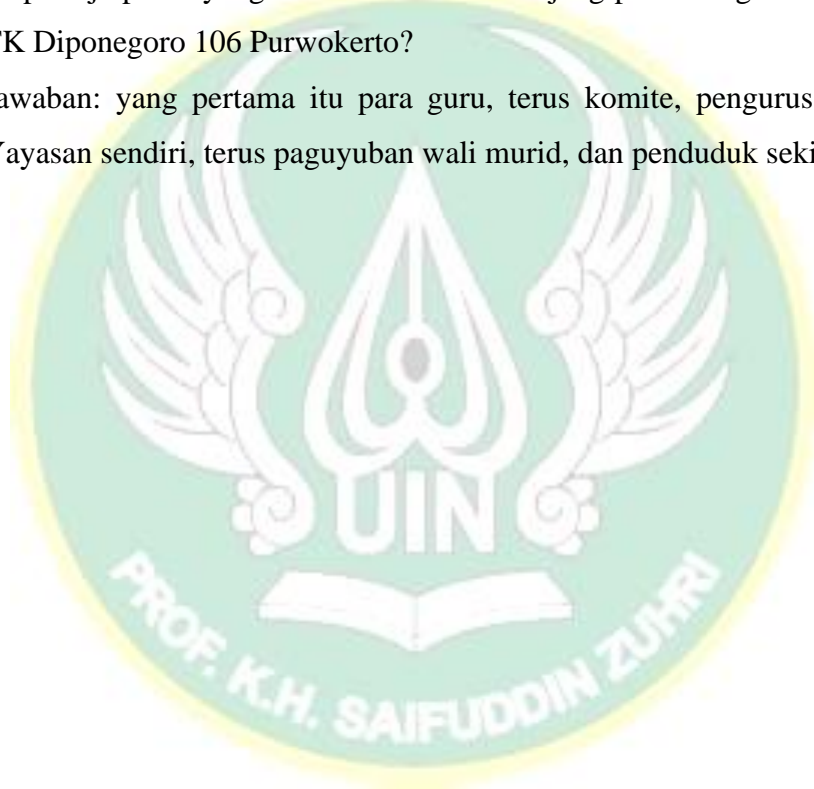 TK Diponegoro 106 Purwokerto?
awaban: yang pertama itu para guru, terus komite, pengurus
Yayasan sendiri, terus paguyuban wali murid, dan penduduk seki
UIN
PROF. K.H. SAIFUDDIN ZUHRI